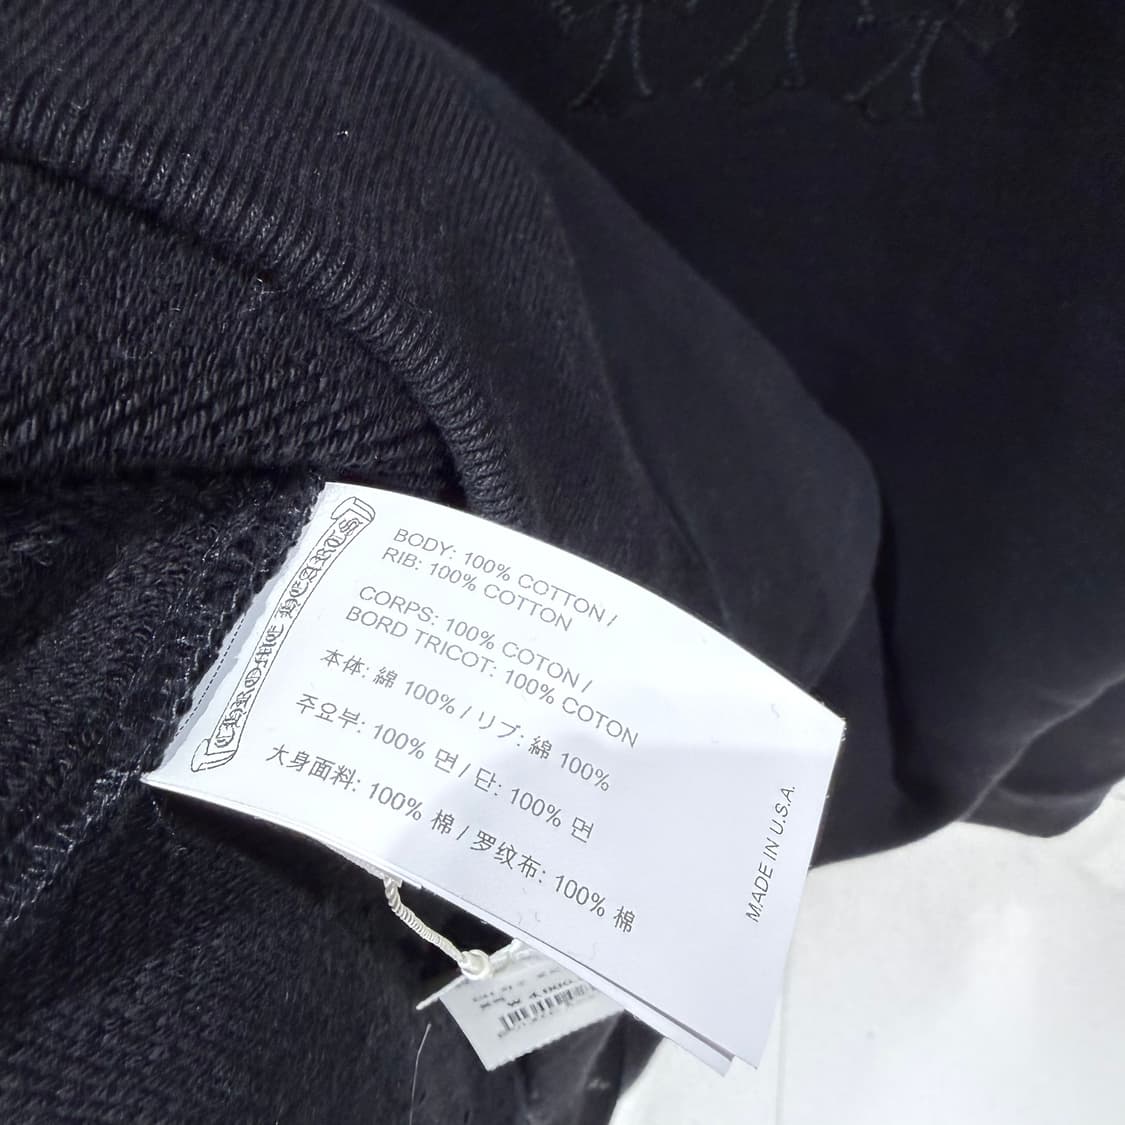 CHROME HEARTS
BODY: 100% COTTON /
RIB: 100% COTTON
CORPS: 100% COTON /
BORD TRICOT: 100% COTON
本体: 綿 100% / リブ: 綿 100%
주요부: 100% 면 / 단: 100% 면
大身面料: 100% 棉 / 罗纹布: 100% 棉
MADE IN U.S.A.